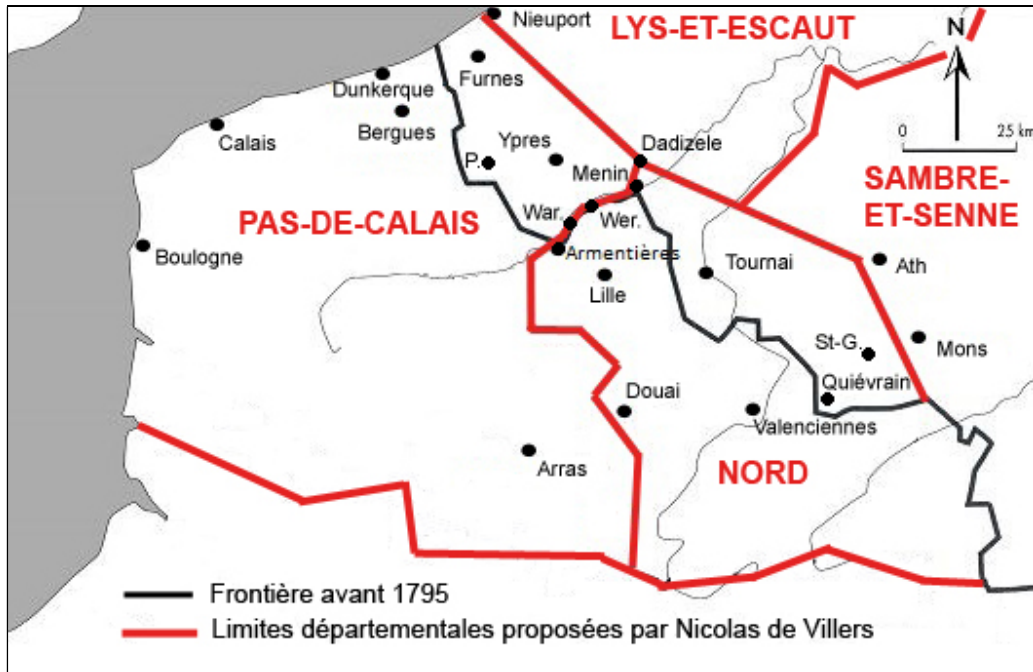 Nieuport
LYS-ET-ESCAUT
N
Furnes
Dunkerque
Bergues
Calais
0 25 km
Ypres
P.
Dadizele
Menin
SAMBRE-
ET-SENNE
PAS-DE-CALAIS
War.
Wer.
Boulogne
Armentières
Lille
Tournai
Ath
St-G.
Mons
Quiévrain
Douai
Valenciennes
Arras
NORD
Frontière avant 1795
Limites départementales proposées par Nicolas de Villers